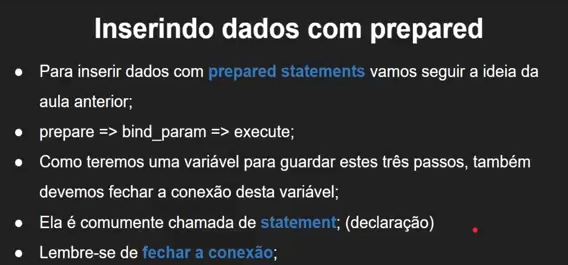 Inserindo dados com prepared
● Para inserir dados com prepared statements vamos seguir a ideia da
aula anterior;
● prepare => bind_param => execute;
● Como teremos uma variável para guardar estes três passos, também
devemos fechar a conexão desta variável;
● Ela é comumente chamada de statement; (declaração)
● Lembre-se de fechar a conexão;